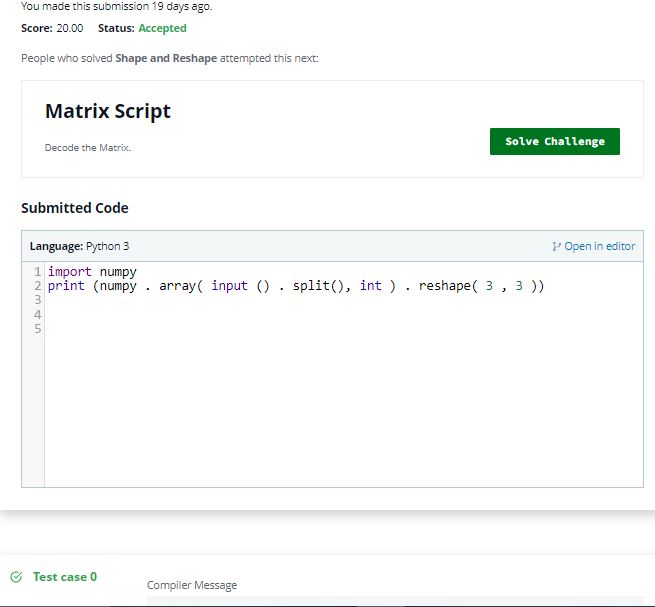 You made this submission 19 days ago.
Score: 20.00 Status: Accepted
People who solved Shape and Reshape attempted this next:
Matrix Script
Decode the Matrix.
Solve Challenge
Submitted Code
Language: Python 3
Open in editor
1 import numpy
2 print (numpy . array( input () . split(), int ) . reshape( 3 , 3 ))
3
4
5
Test case 0
Compiler Message